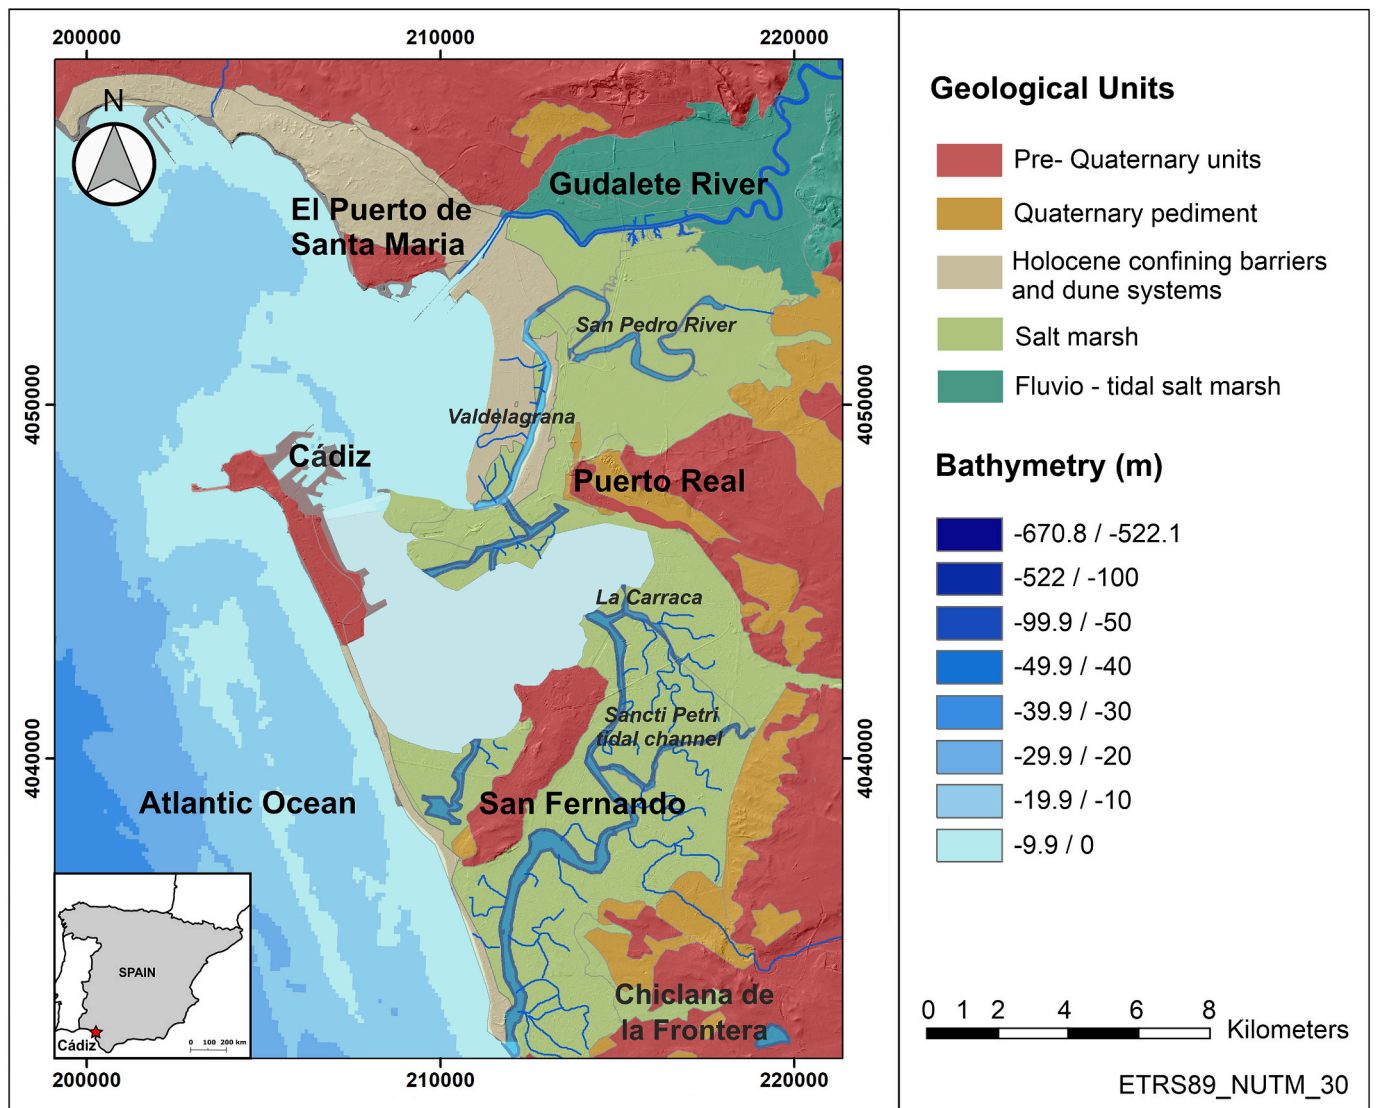 200000
210000
220000
N
Gudalete River
El Puerto de
Santa Maria
San Pedro River
4050000
4050000
Valdelagrana
Cádiz
Puerto Real
La Carraca
Sancti Petri
tidal channel
4040000
4040000
Atlantic Ocean
San Fernando
Chiclana de
la Frontera
SPAIN
Cádiz
0 100 200 km
200000
210000
220000
Geological Units
Pre- Quaternary units
Quaternary pediment
Holocene confining barriers
and dune systems
Salt marsh
Fluvio - tidal salt marsh
Bathymetry (m)
-670.8 / -522.1
-522 / -100
-99.9 / -50
-49.9 / -40
-39.9 / -30
-29.9 / -20
-19.9 / -10
-9.9 / 0
0 1 2 4 6 8
Kilometers
ETRS89_NUTM_30